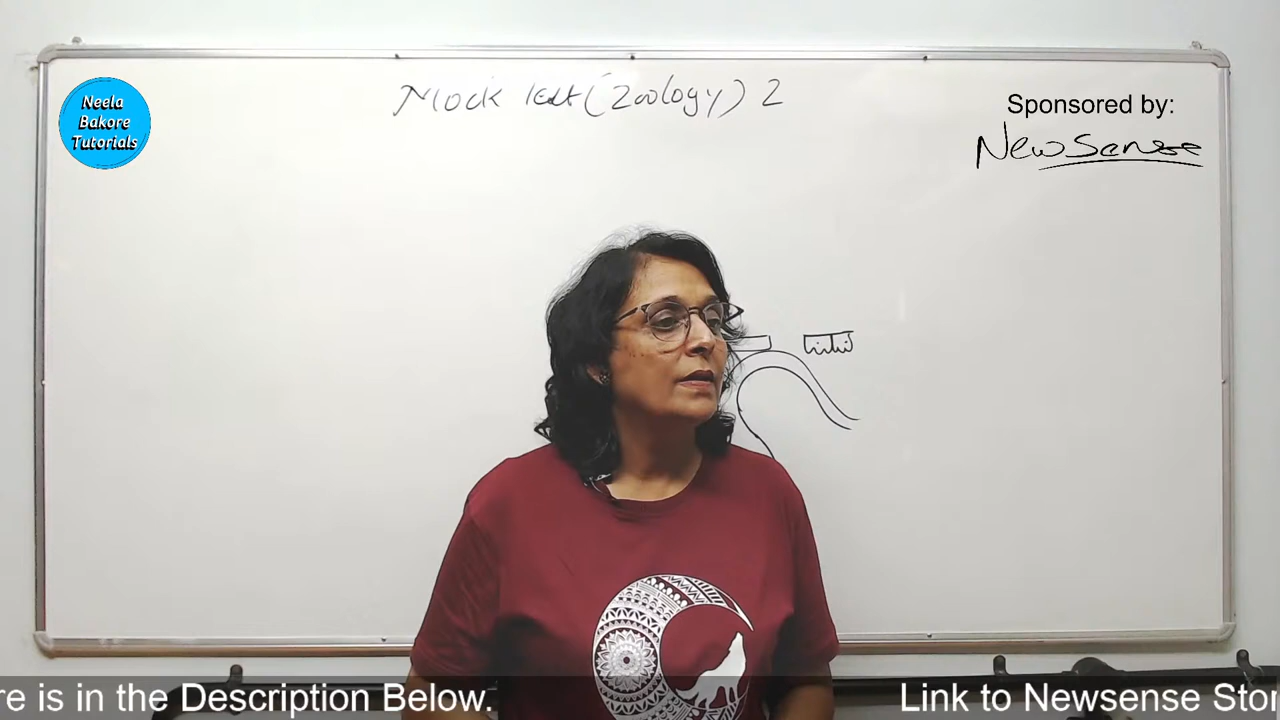 Mock test (Zoology) 2
Neela
Bakore
Tutorials
Sponsored by:
NewSense
re is in the Description Below.
Link to Newsense Stor